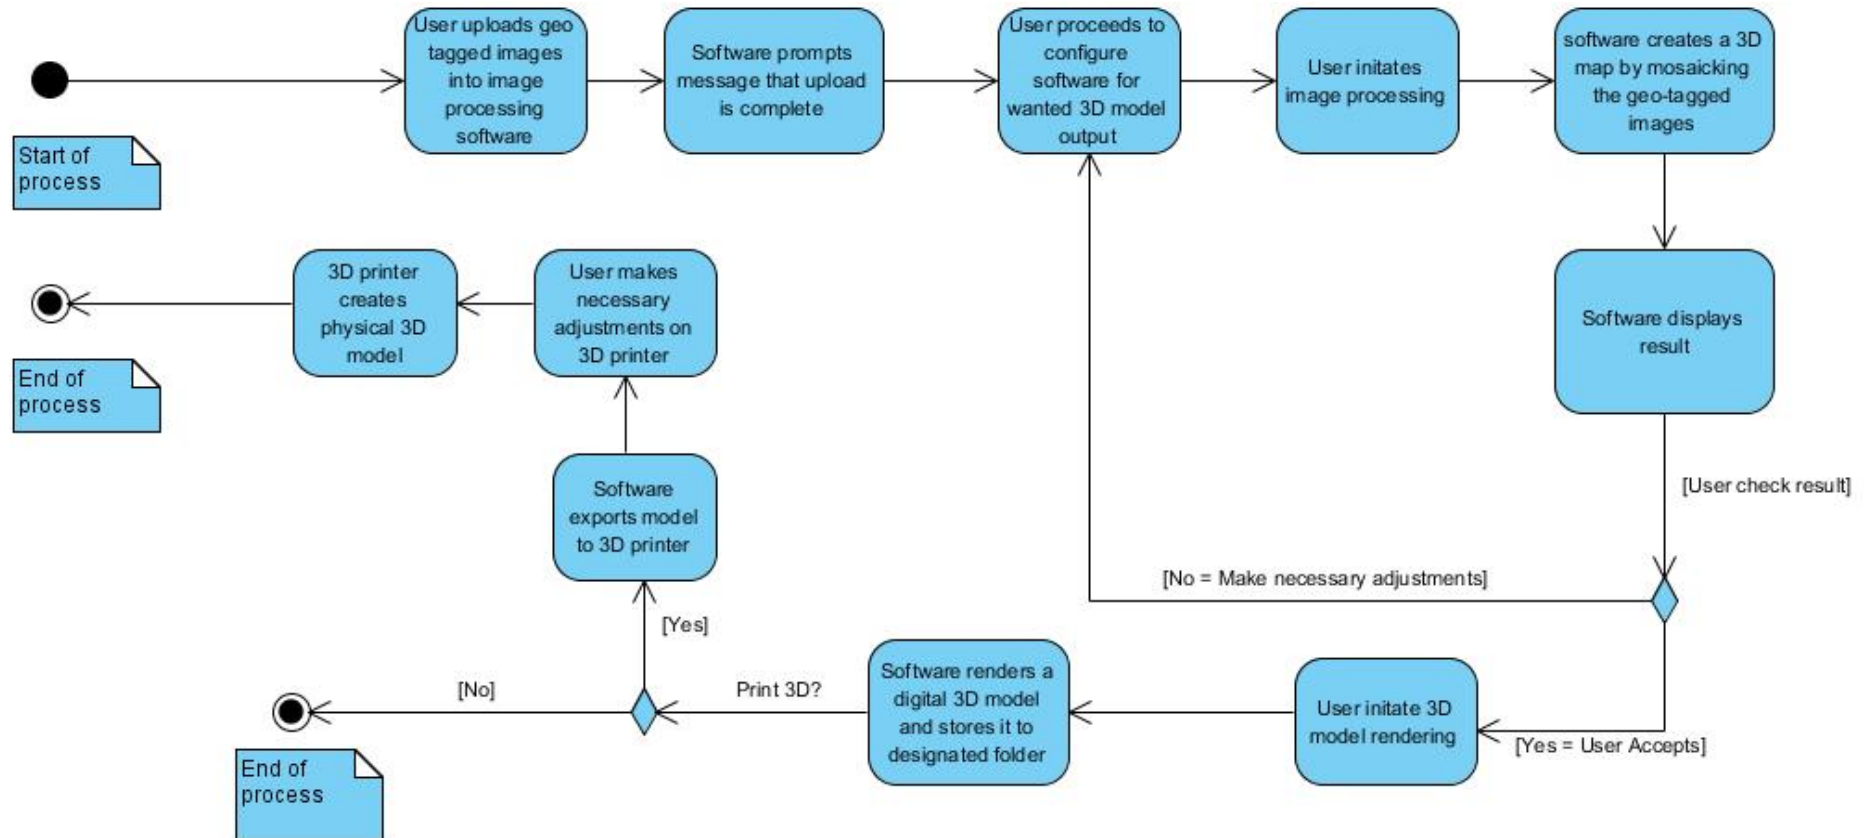 User uploads geo
tagged images
into image
processing
software
Software prompts
message that upload
is complete
User proceeds to
configure
software for
wanted 3D model
output
User initates
image processing
software creates a 3D
map by mosaicking
the geo-tagged
images
Start of
process
3D printer
creates
physical 3D
model
User makes
necessary
adjustments on
3D printer
Software displays
result
End of
process
Software
exports model
to 3D printer
[User check result]
[No = Make necessary adjustments]
[Yes]
[No]
Print 3D?
Software renders a
digital 3D model
and stores it to
designated folder
User initate 3D
model rendering
[Yes = User Accepts]
End of
process